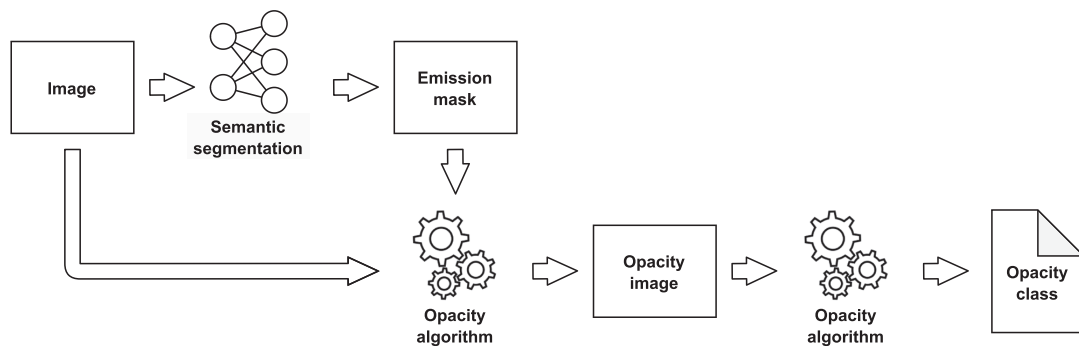 Image
Semantic
segmentation
Emission
mask
Opacity
algorithm
Opacity
image
Opacity
algorithm
Opacity
class